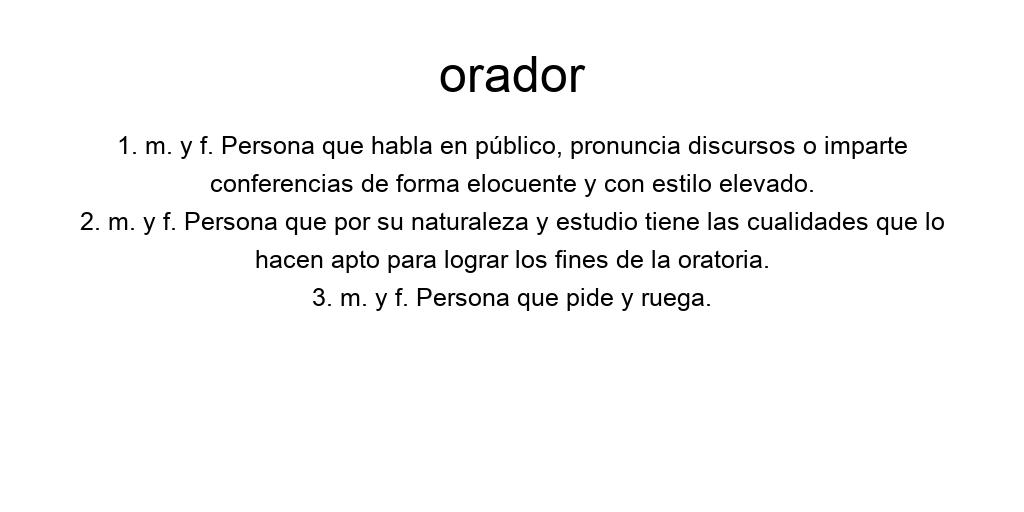 orador
1. m. y f. Persona que habla en público, pronuncia discursos o imparte
conferencias de forma elocuente y con estilo elevado.
2. m. y f. Persona que por su naturaleza y estudio tiene las cualidades que lo
hacen apto para lograr los fines de la oratoria.
3. m. y f. Persona que pide y ruega.